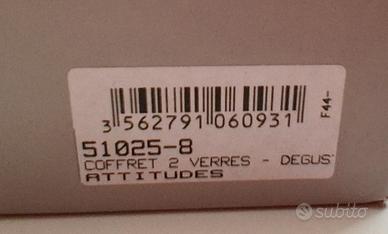 3 562791 060931
F44-
51025-8
COFFRET 2 VERRES - DEGUS
ATTITUDES
subito